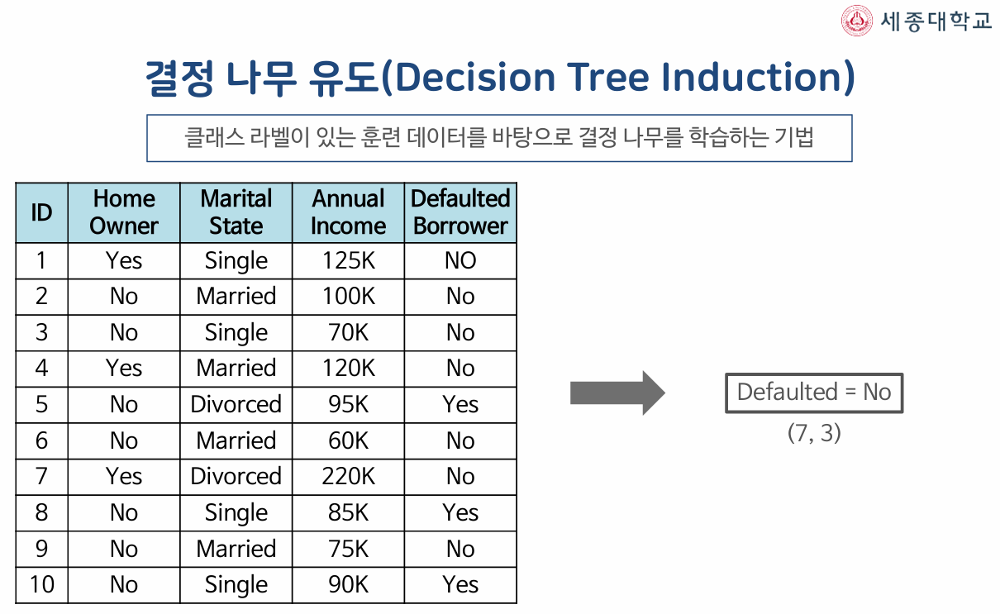 세종대학교
결정 나무 유도(Decision Tree Induction)
클래스 라벨이 있는 훈련 데이터를 바탕으로 결정 나무를 학습하는 기법
ID Home Owner Marital State Annual Income Defaulted Borrower
1 Yes Single 125K NO
2 No Married 100K No
3 No Single 70K No
4 Yes Married 120K No
5 No Divorced 95K Yes
6 No Married 60K No
7 Yes Divorced 220K No
8 No Single 85K Yes
9 No Married 75K No
10 No Single 90K Yes
Defaulted = No
(7, 3)